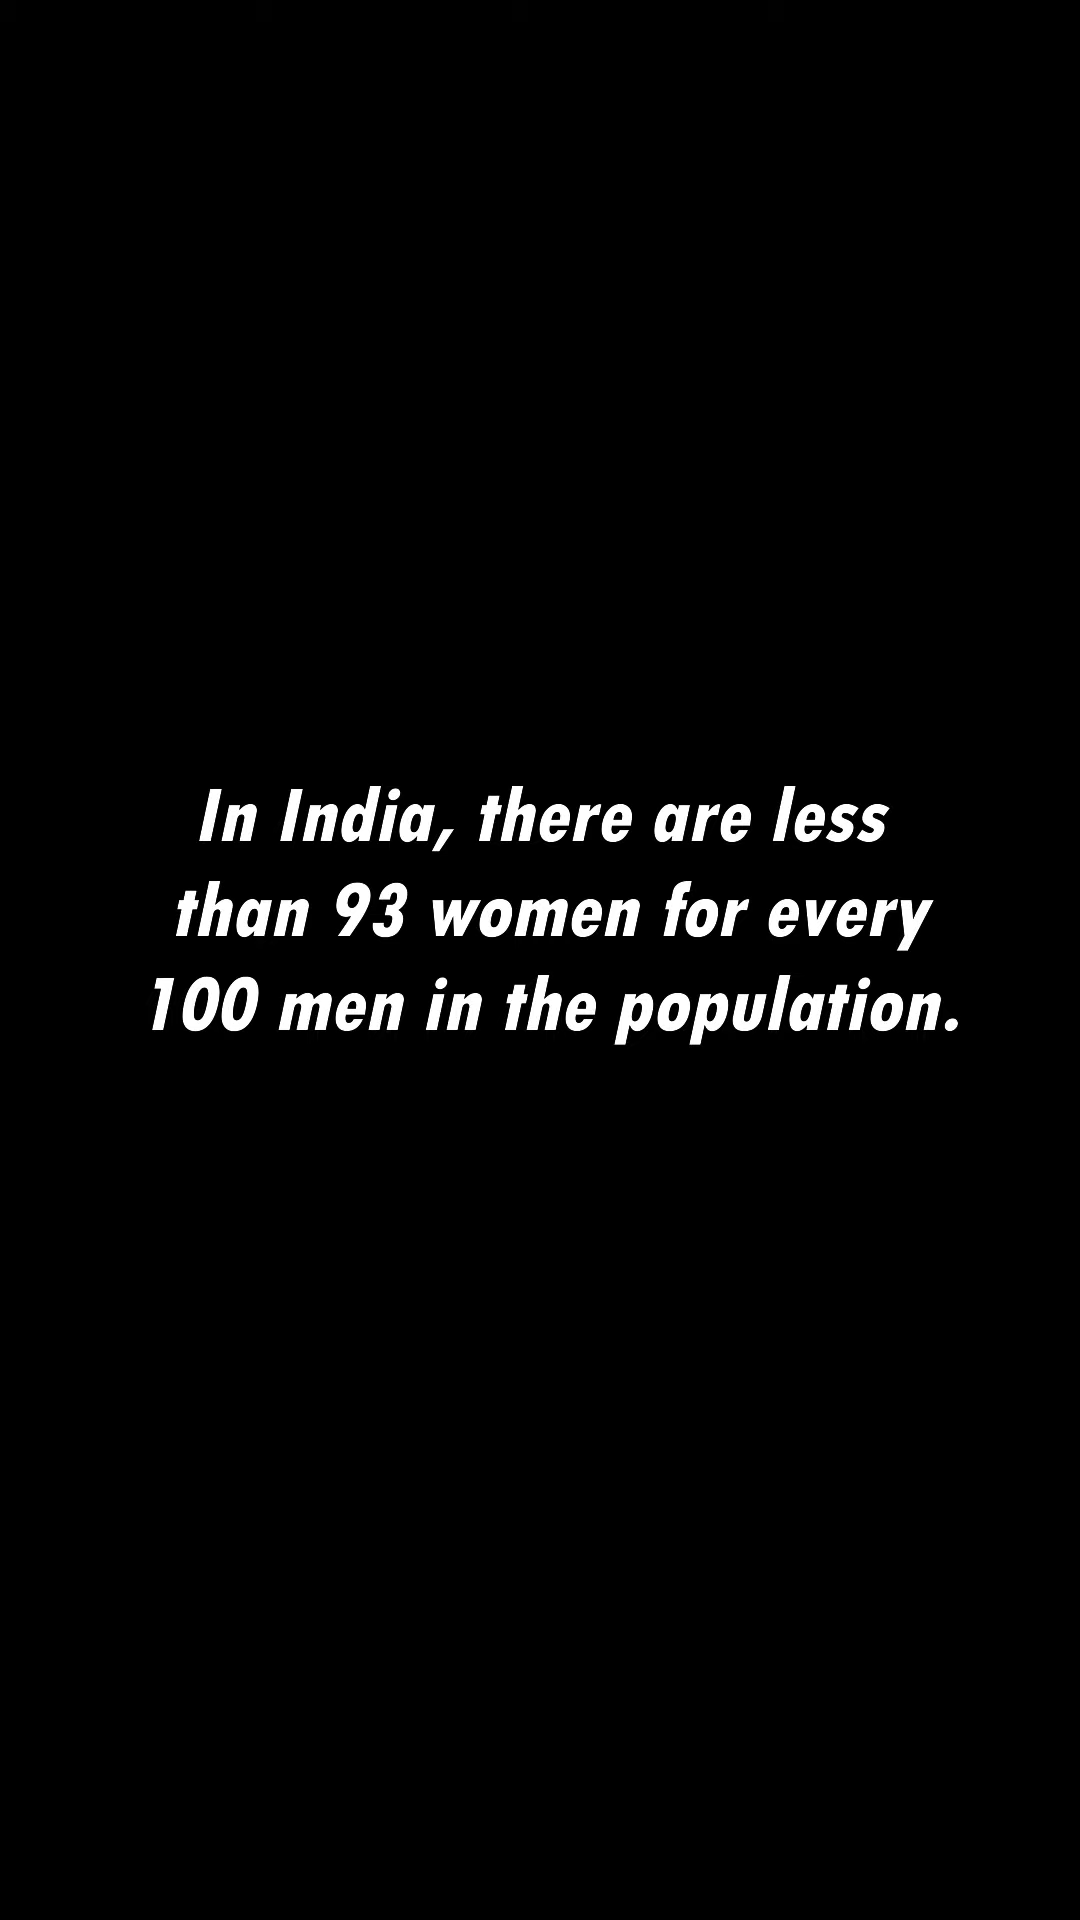 In India, there are less
than 93 women for every
100 men in the population.